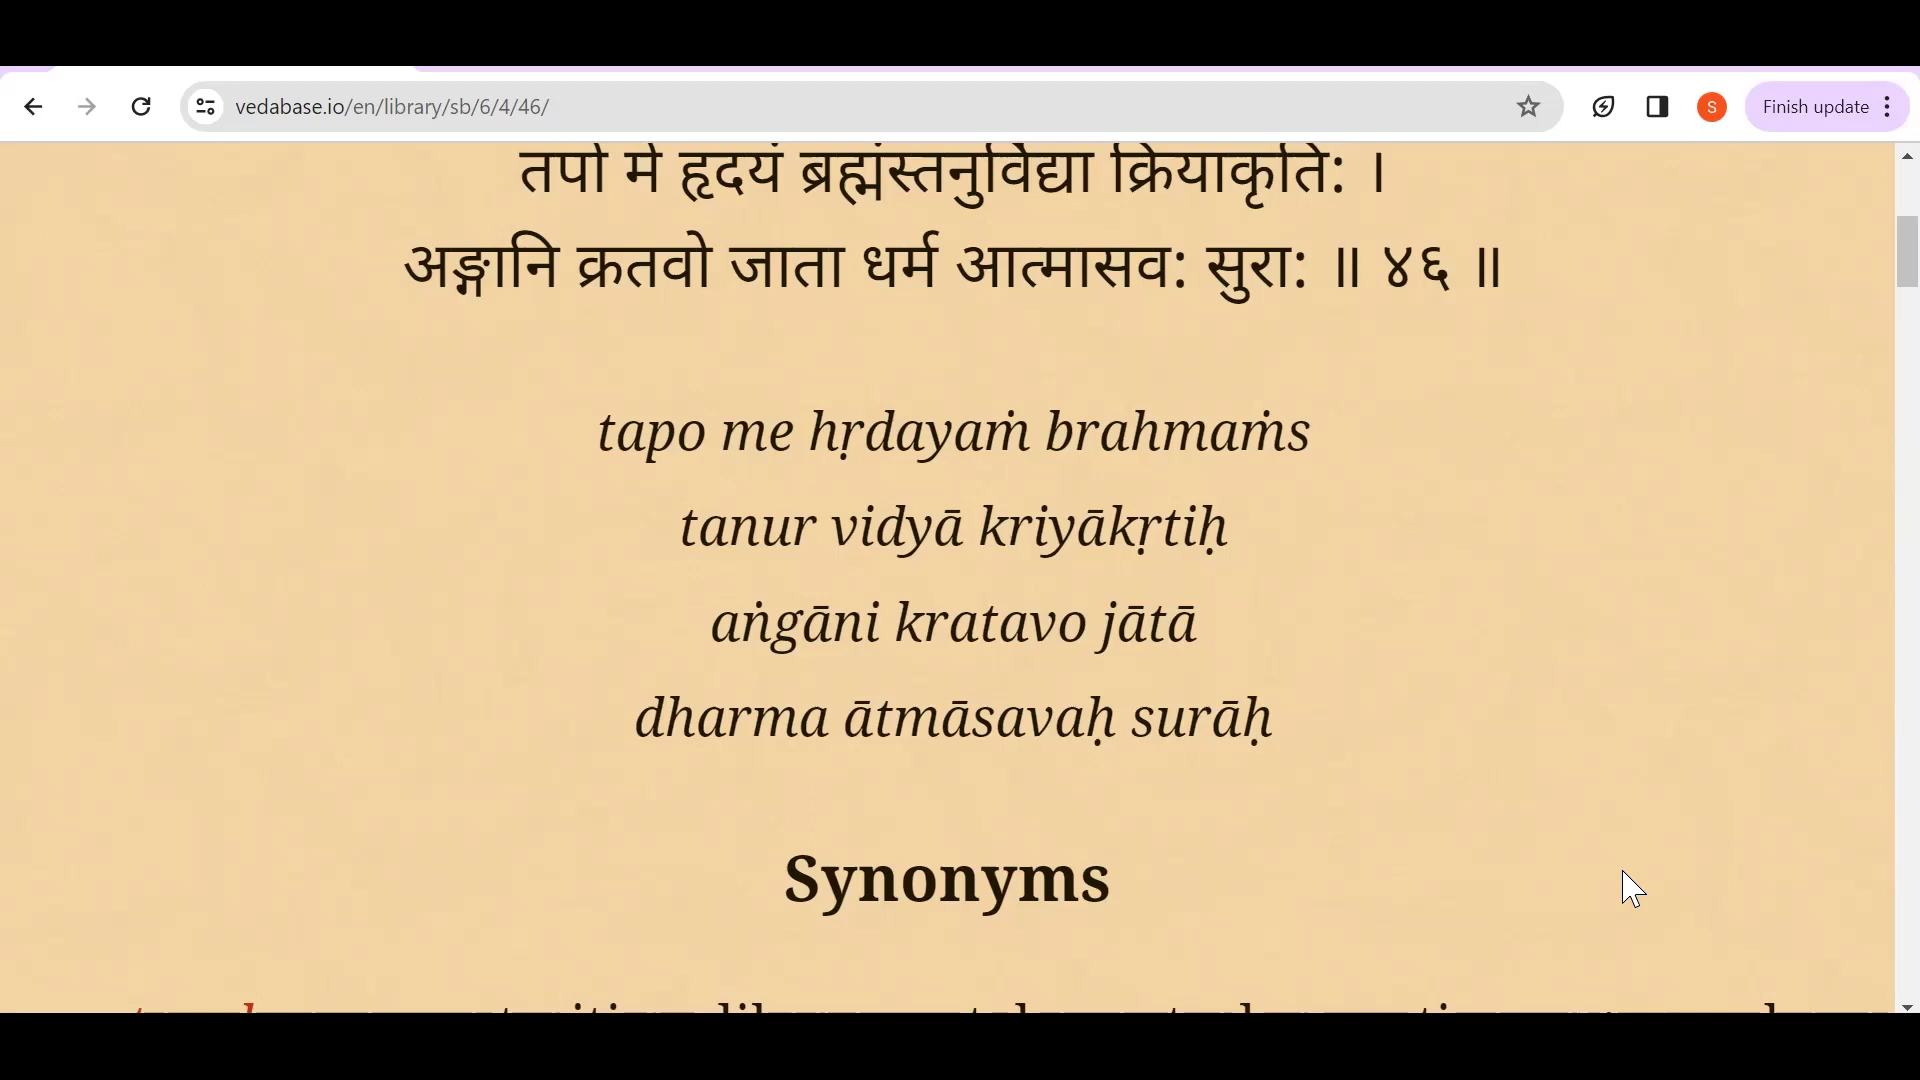 vedabase.io/en/library/sb/6/4/46/
S
Finish update
तपो मे हृदयं ब्रह्मंस्तनुर्विद्या क्रियाकृति: ।
अङ्गानि क्रतवो जाता धर्म आत्मासव: सुरा: ॥ ४६ ॥
tapo me hṛdayaṁ brahmaṁs
tanur vidyā kriyākṛtiḥ
aṅgāni kratavo jātā
dharma ātmāsavaḥ surāḥ
Synonyms